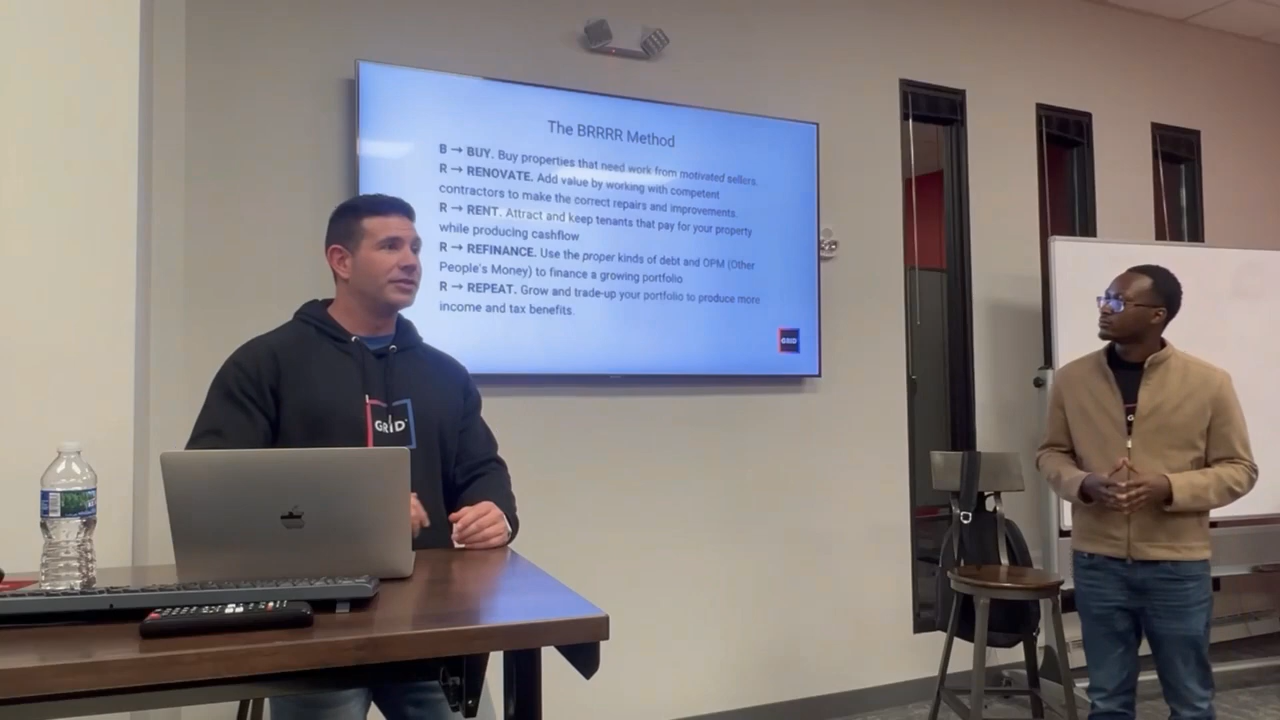 The BRRRR Method
B → BUY. Buy properties that need work from motivated sellers.
R → RENOVATE. Add value by working with competent
contractors to make the correct repairs and improvements.
R → RENT. Attract and keep tenants that pay for your property
while producing cashflow
R → REFINANCE. Use the proper kinds of debt and OPM (Other
People's Money) to finance a growing portfolio
R → REPEAT. Grow and trade-up your portfolio to produce more
income and tax benefits.
GRID
GRID